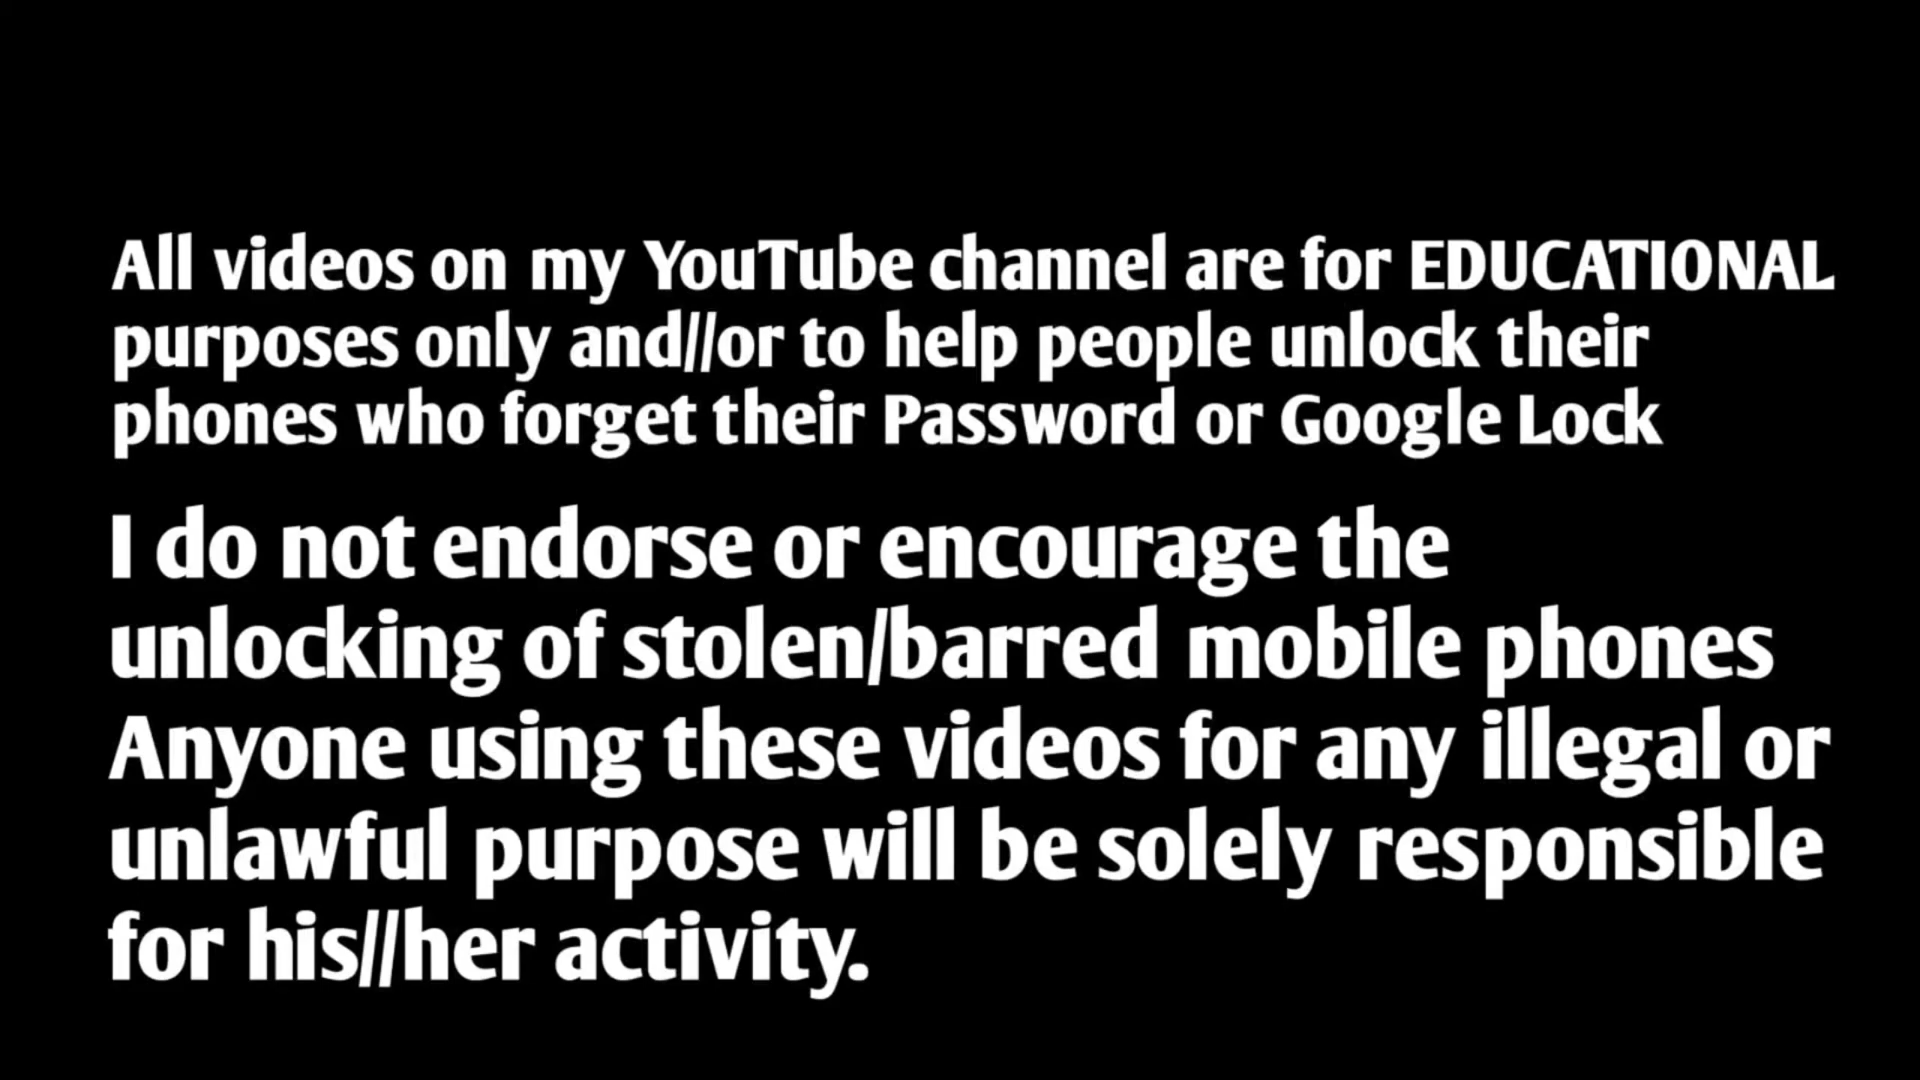 All videos on my YouTube channel are for EDUCATIONAL
purposes only and//or to help people unlock their
phones who forget their Password or Google Lock
I do not endorse or encourage the
unlocking of stolen/barred mobile phones
Anyone using these videos for any illegal or
unlawful purpose will be solely responsible
for his//her activity.